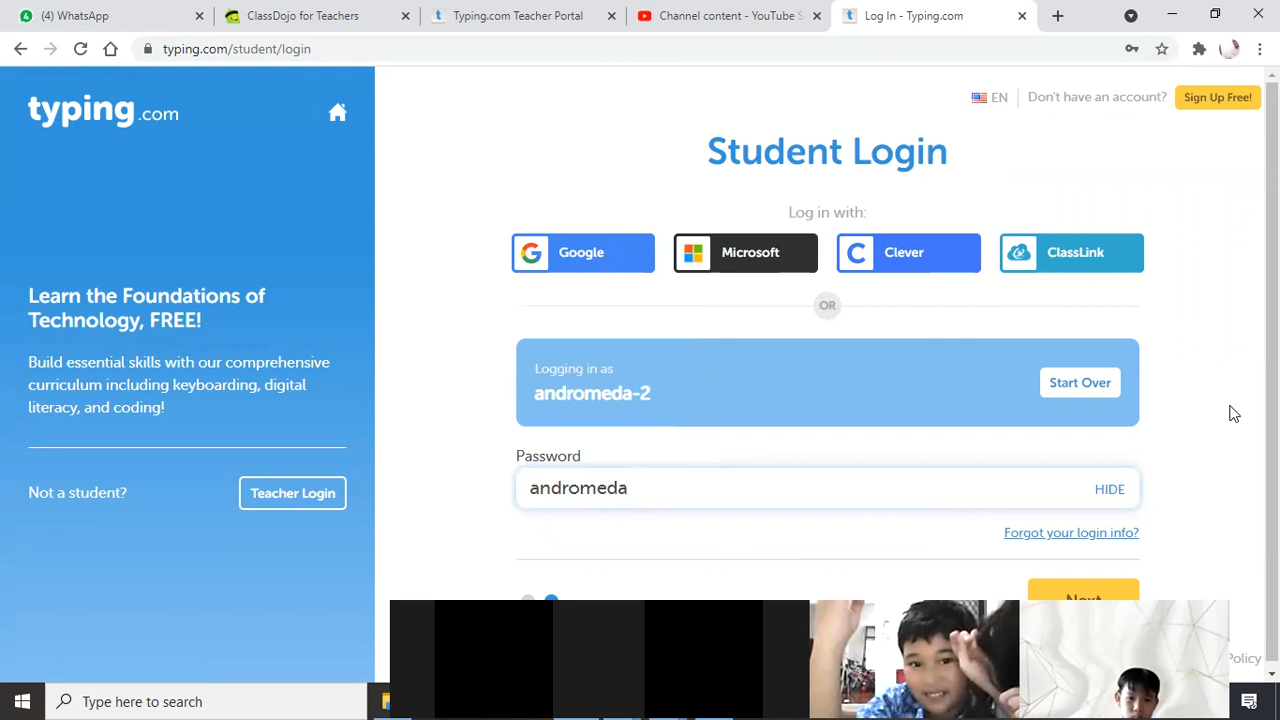 (4) WhatsApp
ClassDojo for Teachers
Typing.com Teacher Portal
Channel content - YouTube S
Log In - Typing.com
typing.com/student/login
typing.com
EN
Don't have an account?
Sign Up Free!
Student Login
Log in with:
Google
Microsoft
Clever
ClassLink
OR
Learn the Foundations of
Technology, FREE!
Build essential skills with our comprehensive
curriculum including keyboarding, digital
literacy, and coding!
Not a student?
Teacher Login
Logging in as
andromeda-2
Start Over
Password
andromeda
HIDE
Forgot your login info?
Next
Policy
Type here to search